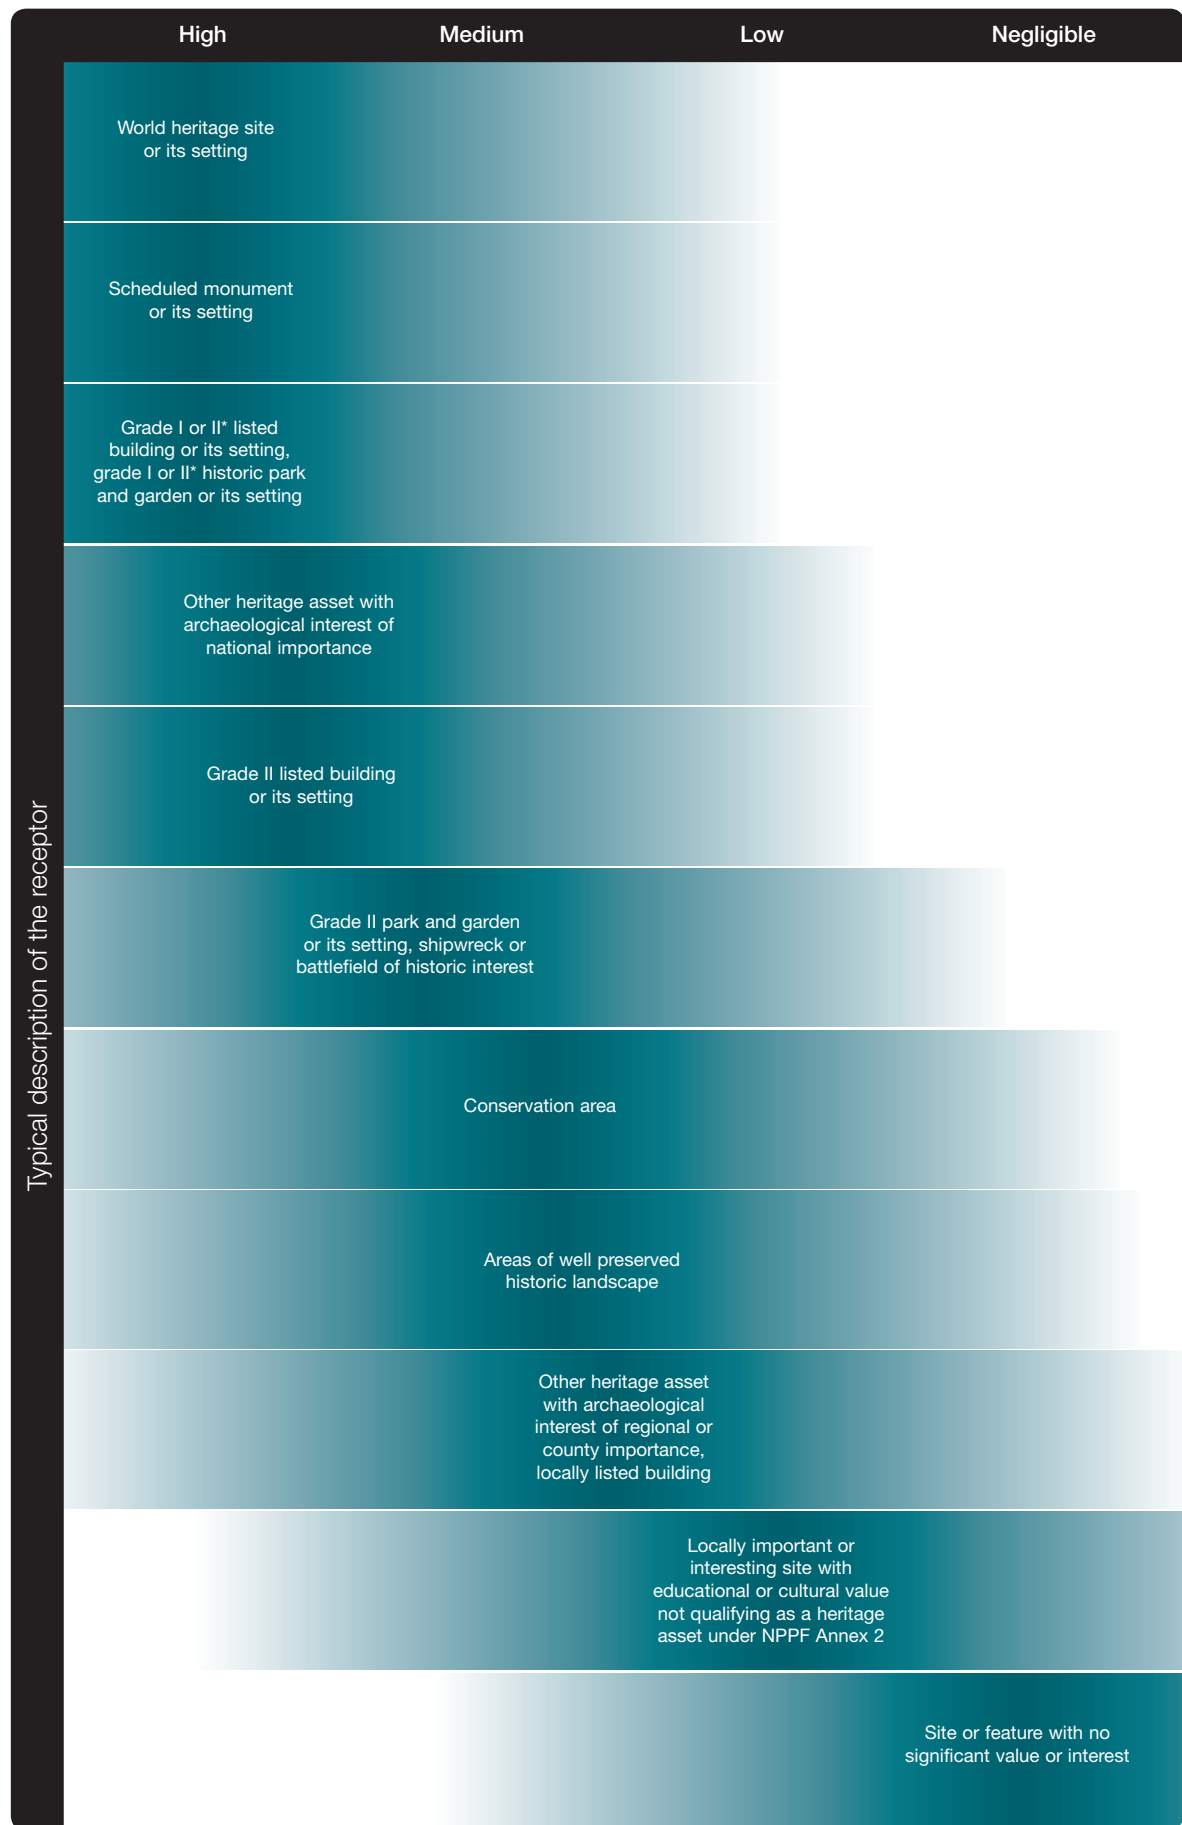 High Medium Low Negligible
Typical description of the receptor
World heritage site
or its setting
Scheduled monument
or its setting
Grade I or II* listed
building or its setting,
grade I or II* historic park
and garden or its setting
Other heritage asset with
archaeological interest of
national importance
Grade II listed building
or its setting
Grade II park and garden
or its setting, shipwreck or
battlefield of historic interest
Conservation area
Areas of well preserved
historic landscape
Other heritage asset
with archaeological
interest of regional or
county importance,
locally listed building
Locally important or
interesting site with
educational or cultural value
not qualifying as a heritage
asset under NPPF Annex 2
Site or feature with no
significant value or interest